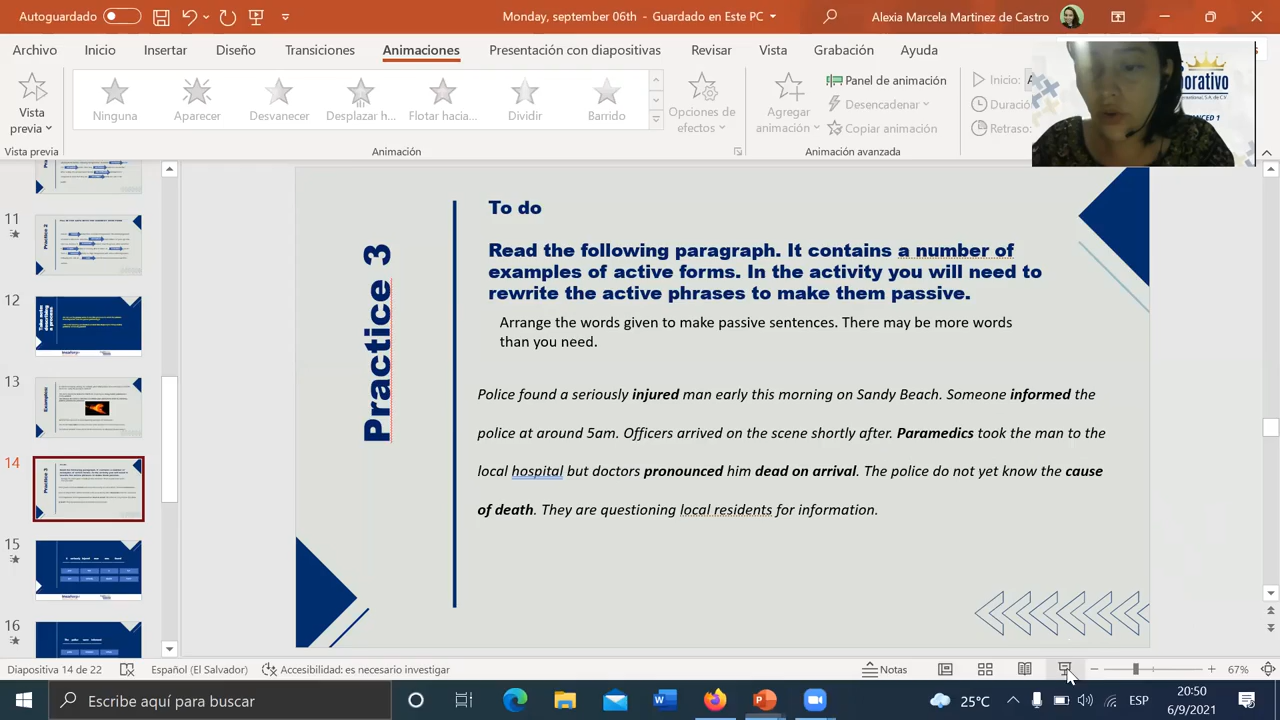 Autoguardado
Monday, september 06th - Guardado en Este PC
Alexia Marcela Martinez de Castro
Archivo Inicio Insertar Diseño Transiciones Animaciones Presentación con diapositivas Revisar Vista Grabación Ayuda
Vista previa
Ninguna Aparecer Desvanecer Desplazar h... Flotar hacia... Dividir Barrido
Opciones de efectos
Agregar animación
Panel de animación
Desencadenar
Copiar animación
Inicio:
Duració
Retraso:
orativo
Vista previa Animación Animación avanzada
11
12
13
14
15
16
Practice 3
To do
Read the following paragraph. It contains a number of
examples of active forms. In the activity you will need to
rewrite the active phrases to make them passive.
Arrange the words given to make passive sentences. There may be more words
than you need.
Police found a seriously injured man early this morning on Sandy Beach. Someone informed the
police at around 5am. Officers arrived on the scene shortly after. Paramedics took the man to the
local hospital but doctors pronounced him dead on arrival. The police do not yet know the cause
of death. They are questioning local residents for information.
Diapositiva 14 de 22 Español (El Salvador) Accesibilidad: es necesario investigar Notas 67%
Escribe aquí para buscar
25°C ESP 20:50
6/9/2021